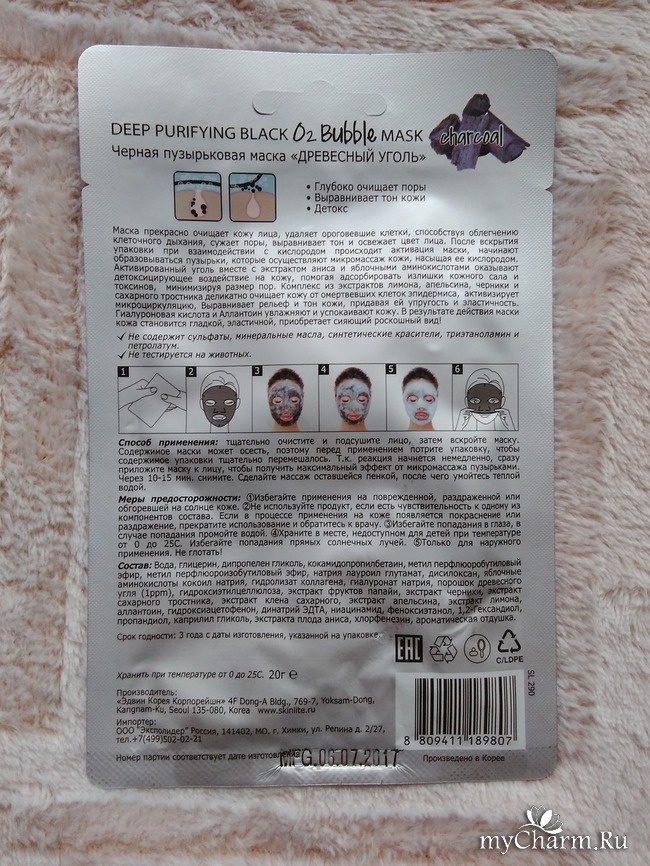 DEEP PURIFYING BLACK O2 Bubble MASK charcoal
Черная пузырьковая маска «ДРЕВЕСНЫЙ УГОЛЬ»
• Глубоко очищает поры
• Выравнивает тон кожи
• Детокс
Маска прекрасно очищает кожу лица, удаляет ороговевшие клетки, способствуя облегчению
клеточного дыхания, сужает поры, выравнивает тон и освежает цвет лица. После вскрытия
упаковки при взаимодействии с кислородом происходит активация маски, начинают
образовываться пузырьки, которые осуществляют микромассаж кожи, насыщая ее кислородом.
Активированный уголь вместе с экстрактом аниса и яблочными аминокислотами оказывают
детоксицирующее воздействие на кожу, помогая адсорбировать излишки кожного сала и
токсинов, минимизируя размер пор. Комплекс из экстрактов лимона, апельсина, черники и
сахарного тростника деликатно очищает кожу от омертвевших клеток эпидермиса, активизирует
микроциркуляцию, Выравнивает рельеф и тон кожи, придавая ей упругость и эластичность.
Гиалуроновая кислота и Аллантоин увлажняют и успокаивают кожу. В результате действия маски
кожа становится гладкой, эластичной, приобретает сияющий роскошный вид!
✓ Не содержит сульфаты, минеральные масла, синтетические красители, триэтаноламин и
петролатум.
✓ Не тестируется на животных.
1 2 3 4 5 6
Способ применения: тщательно очистите и подсушите лицо, затем вскройте маску.
Содержимое маски может осесть, поэтому перед применением потрите упаковку, чтобы
содержимое упаковки тщательно перемешалось. Т.к. реакция начнется немедленно, сразу
приложите маску к лицу, чтобы получить максимальный эффект от микромассажа пузырьками.
Через 10-15 мин. снимите. Сделайте массаж оставшейся пенкой, после чего умойтесь теплой
водой.
Меры предосторожности: ①Избегайте применения на поврежденной, раздраженной или
обгоревшей на солнце коже. ②Не используйте продукт, если есть чувствительность к одному из
компонентов состава. Если в процессе применения на коже появляется покраснение или
раздражение, прекратите использование и обратитесь к врачу. ③Избегайте попадания в глаза, в
случае попадания промойте водой. ④Храните в месте, недоступном для детей при температуре
от 0 до 25С. Избегайте попадания прямых солнечных лучей. ⑤Только для наружного
применения. Не глотать!
Состав: Вода, глицерин, дипропелен гликоль, кокамидопропилбетаин, метил перфлюоробутиловый
эфир, метил перфлюороизобутиловый эфир, натрия лауроил глутамат, дисилоксан, яблочные
аминокислоты кокоил натрия, гидролизат коллагена, гиалуронат натрия, порошок древесного
угля (1ppm), гидроксиэтилцеллюлоза, экстракт фруктов папайи, экстракт черники, экстракт
сахарного тростника, экстракт клена сахарного, экстракт апельсина, экстракт лимона,
аллантоин, гидроксиацетофенон, динатрий ЭДТА, ниацинамид, феноксиэтанол, 1,2-Гександиол,
пропандиол, каприлил гликоль, экстракта плода аниса, хлорфенезин, ароматическая отдушка.
Срок годности: 3 года с даты изготовления, указанной на упаковке.
EAC
C/LDPE
Хранить при температуре от 0 до 25С. 20г ℮
SL 290
Производитель:
«Эдвин Корея Корпорейшн» 4F Dong-A Bldg., 769-7, Yoksam-Dong,
Kangnam-Ku, Seoul 135-080, Korea www.skinlite.ru
Импортер:
ООО "Эксполидер" Россия, 141402, МО. г. Химки, ул. Репина д. 2/27,
тел.+7(499)502-02-21
8 809411 189807
Номер партии соответствует дате изготовления
MFG.06.07.2017
Произведено в Корее
myCharm.Ru